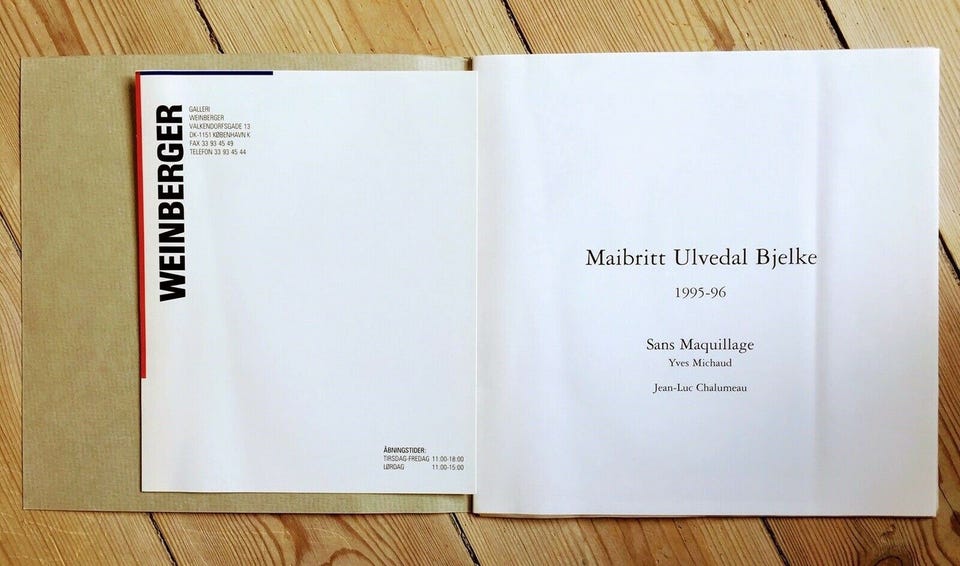 WEINBERGER
GALLERI
WEINBERGER
VALKENDORFSGADE 13
DK-1151 KØBENHAVN K
FAX 33 93 45 49
TELEFON 33 93 45 44
ÅBNINGSTIDER:
TIRSDAG-FREDAG 11:00-18:00
LØRDAG 11:00-15:00
Maibritt Ulvedal Bjelke
1995-96
Sans Maquillage
Yves Michaud
Jean-Luc Chalumeau